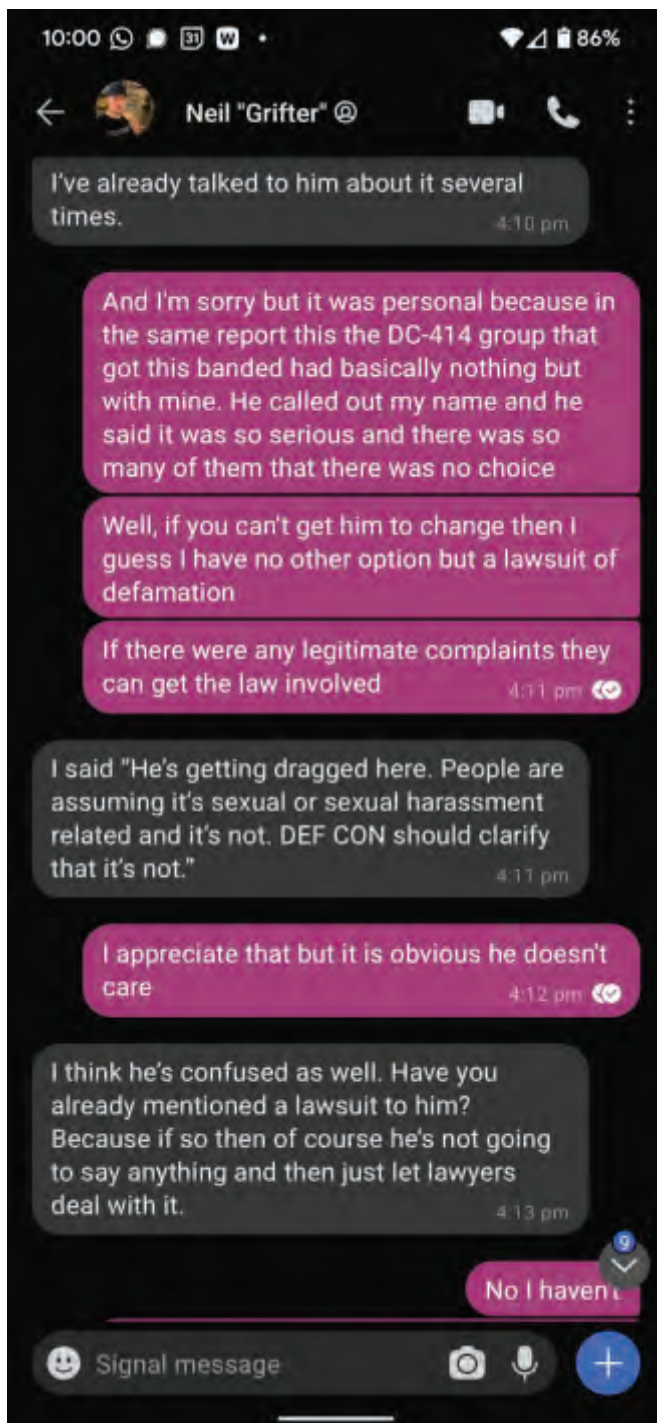 10:00 31 W
86%
Neil "Grifter"
I've already talked to him about it several
times.
4:10 pm
And I'm sorry but it was personal because in
the same report this the DC-414 group that
got this banded had basically nothing but
with mine. He called out my name and he
said it was so serious and there was so
many of them that there was no choice
Well, if you can't get him to change then I
guess I have no other option but a lawsuit of
defamation
If there were any legitimate complaints they
can get the law involved
4:11 pm
I said "He's getting dragged here. People are
assuming it's sexual or sexual harassment
related and it's not. DEF CON should clarify
that it's not."
4:11 pm
I appreciate that but it is obvious he doesn't
care
4:12 pm
I think he's confused as well. Have you
already mentioned a lawsuit to him?
Because if so then of course he's not going
to say anything and then just let lawyers
deal with it.
4:13 pm
9
No I haven't
Signal message